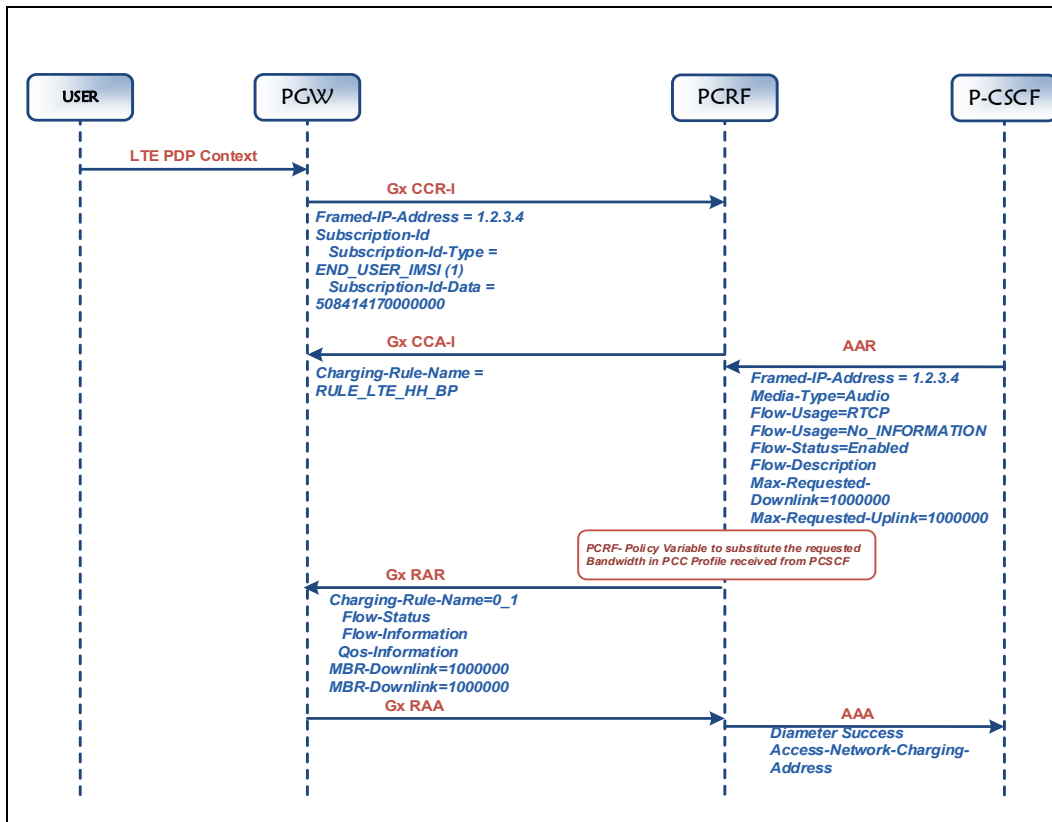 USER
PGW
PCRF
P-CSCF
LTE PDP Context
Gx CCR-I
Framed-IP-Address = 1.2.3.4
Subscription-Id
Subscription-Id-Type =
END_USER_IMSI (1)
Subscription-Id-Data =
508414170000000
Gx CCA-I
Charging-Rule-Name =
RULE_LTE_HH_BP
AAR
Framed-IP-Address = 1.2.3.4
Media-Type=Audio
Flow-Usage=RTCP
Flow-Usage=No_INFORMATION
Flow-Status=Enabled
Flow-Description
Max-Requested-
Downlink=1000000
Max-Requested-Uplink=1000000
PCRF- Policy Variable to substitute the requested
Bandwidth in PCC Profile received from PCSCF
Gx RAR
Charging-Rule-Name=0_1
Flow-Status
Flow-Information
Qos-Information
MBR-Downlink=1000000
MBR-Downlink=1000000
Gx RAA
AAA
Diameter Success
Access-Network-Charging-
Address